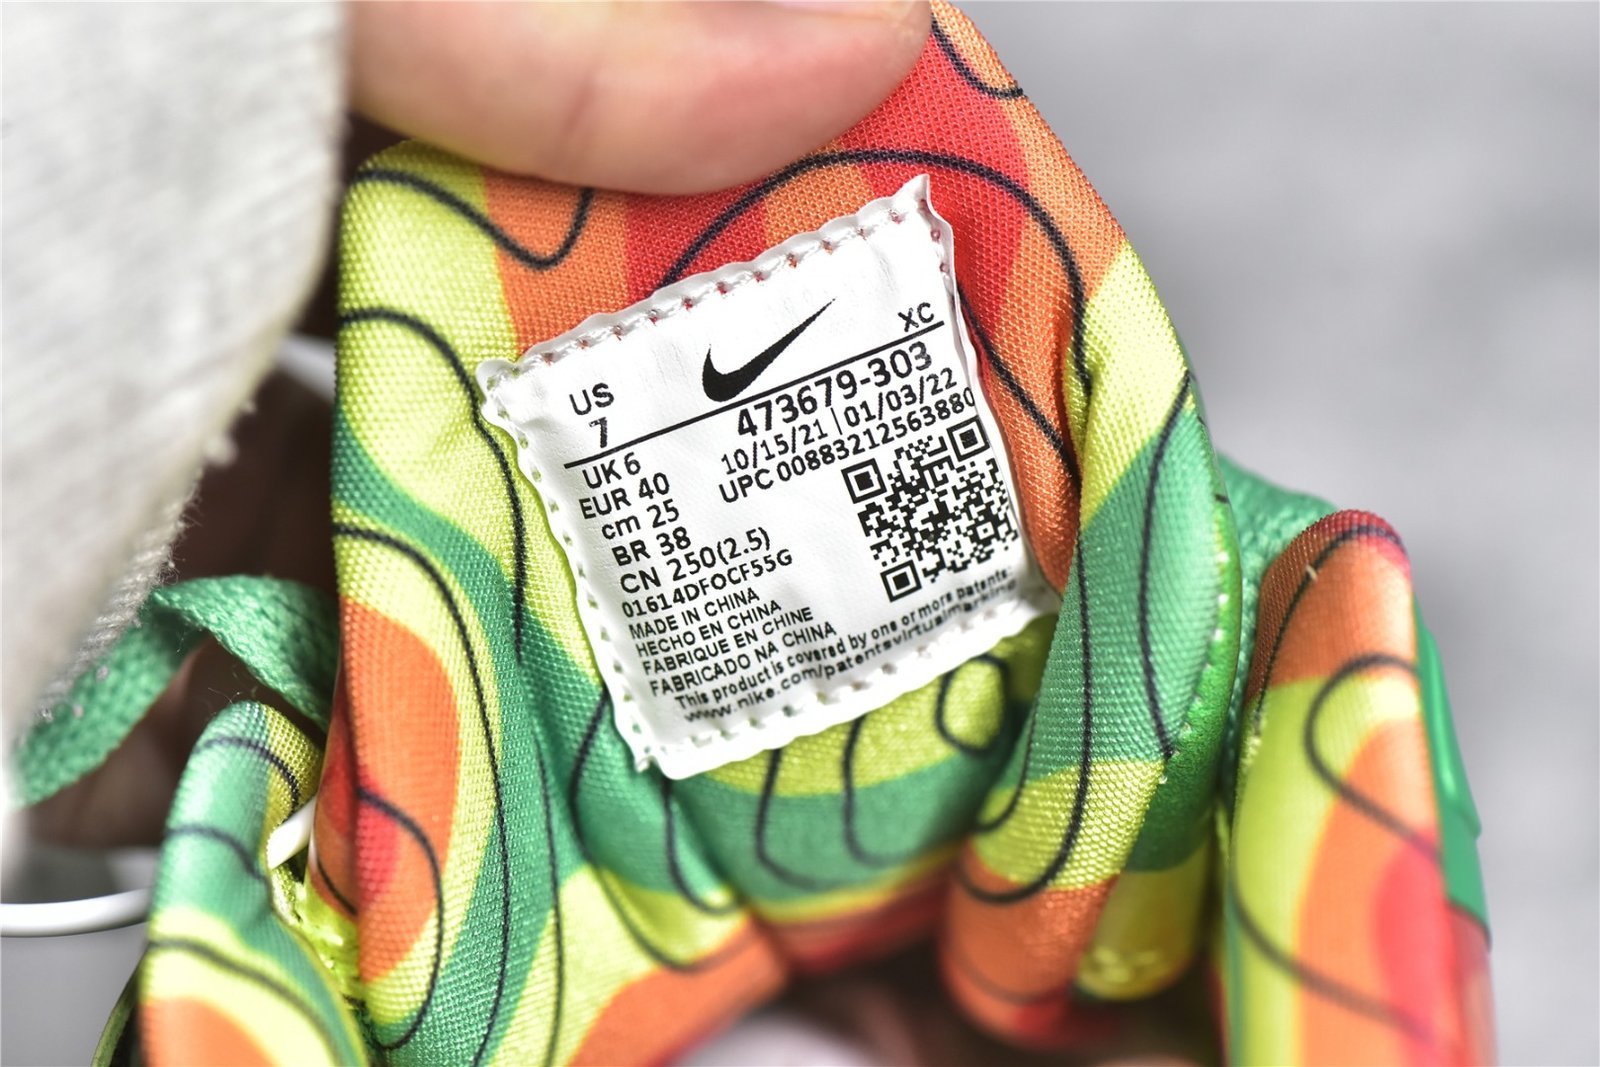 XC
US
7
473679-303
10/15/21 | 01/03/22
UPC 00883212563880
UK 6
EUR 40
cm 25
BR 38
CN 250(2.5)
01614DFOCF55G
MADE IN CHINA
HECHO EN CHINA
FABRIQUE EN CHINE
FABRICADO NA CHINA
This product is covered by one or more patents.
www.nike.com/patentsvirtualmarking